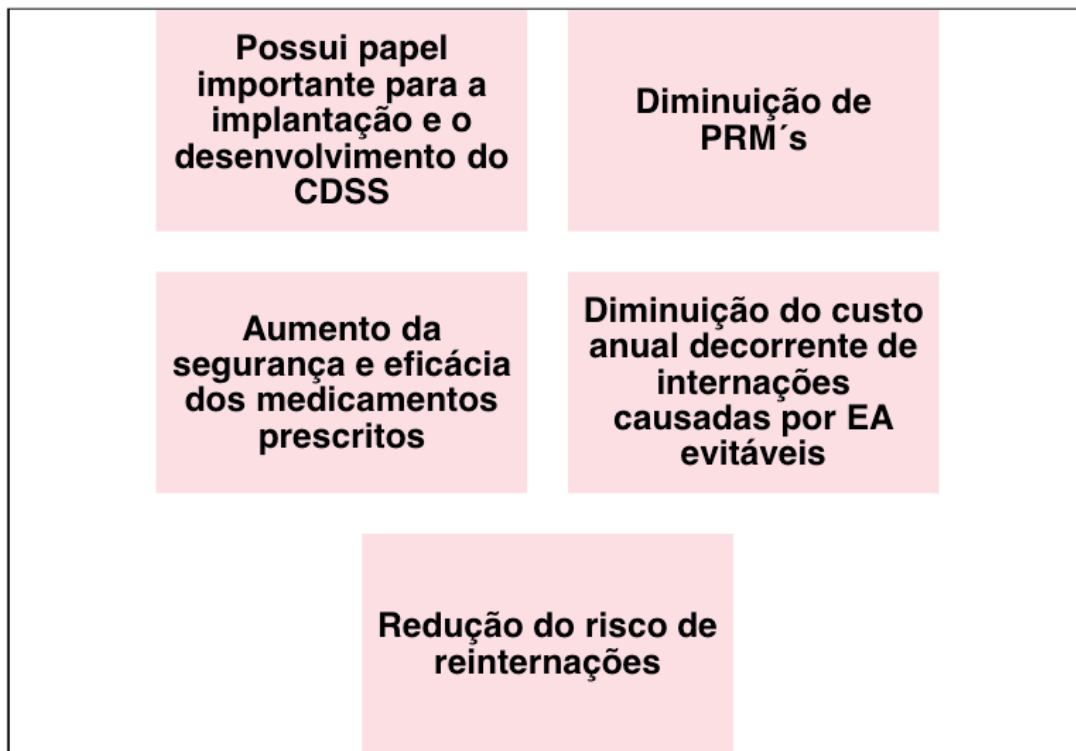 Possui papel
importante para a
implantação e o
desenvolvimento do
CDSS
Diminuição de
PRM´s
Aumento da
segurança e eficácia
dos medicamentos
prescritos
Diminuição do custo
anual decorrente de
internações
causadas por EA
evitáveis
Redução do risco de
reinternações